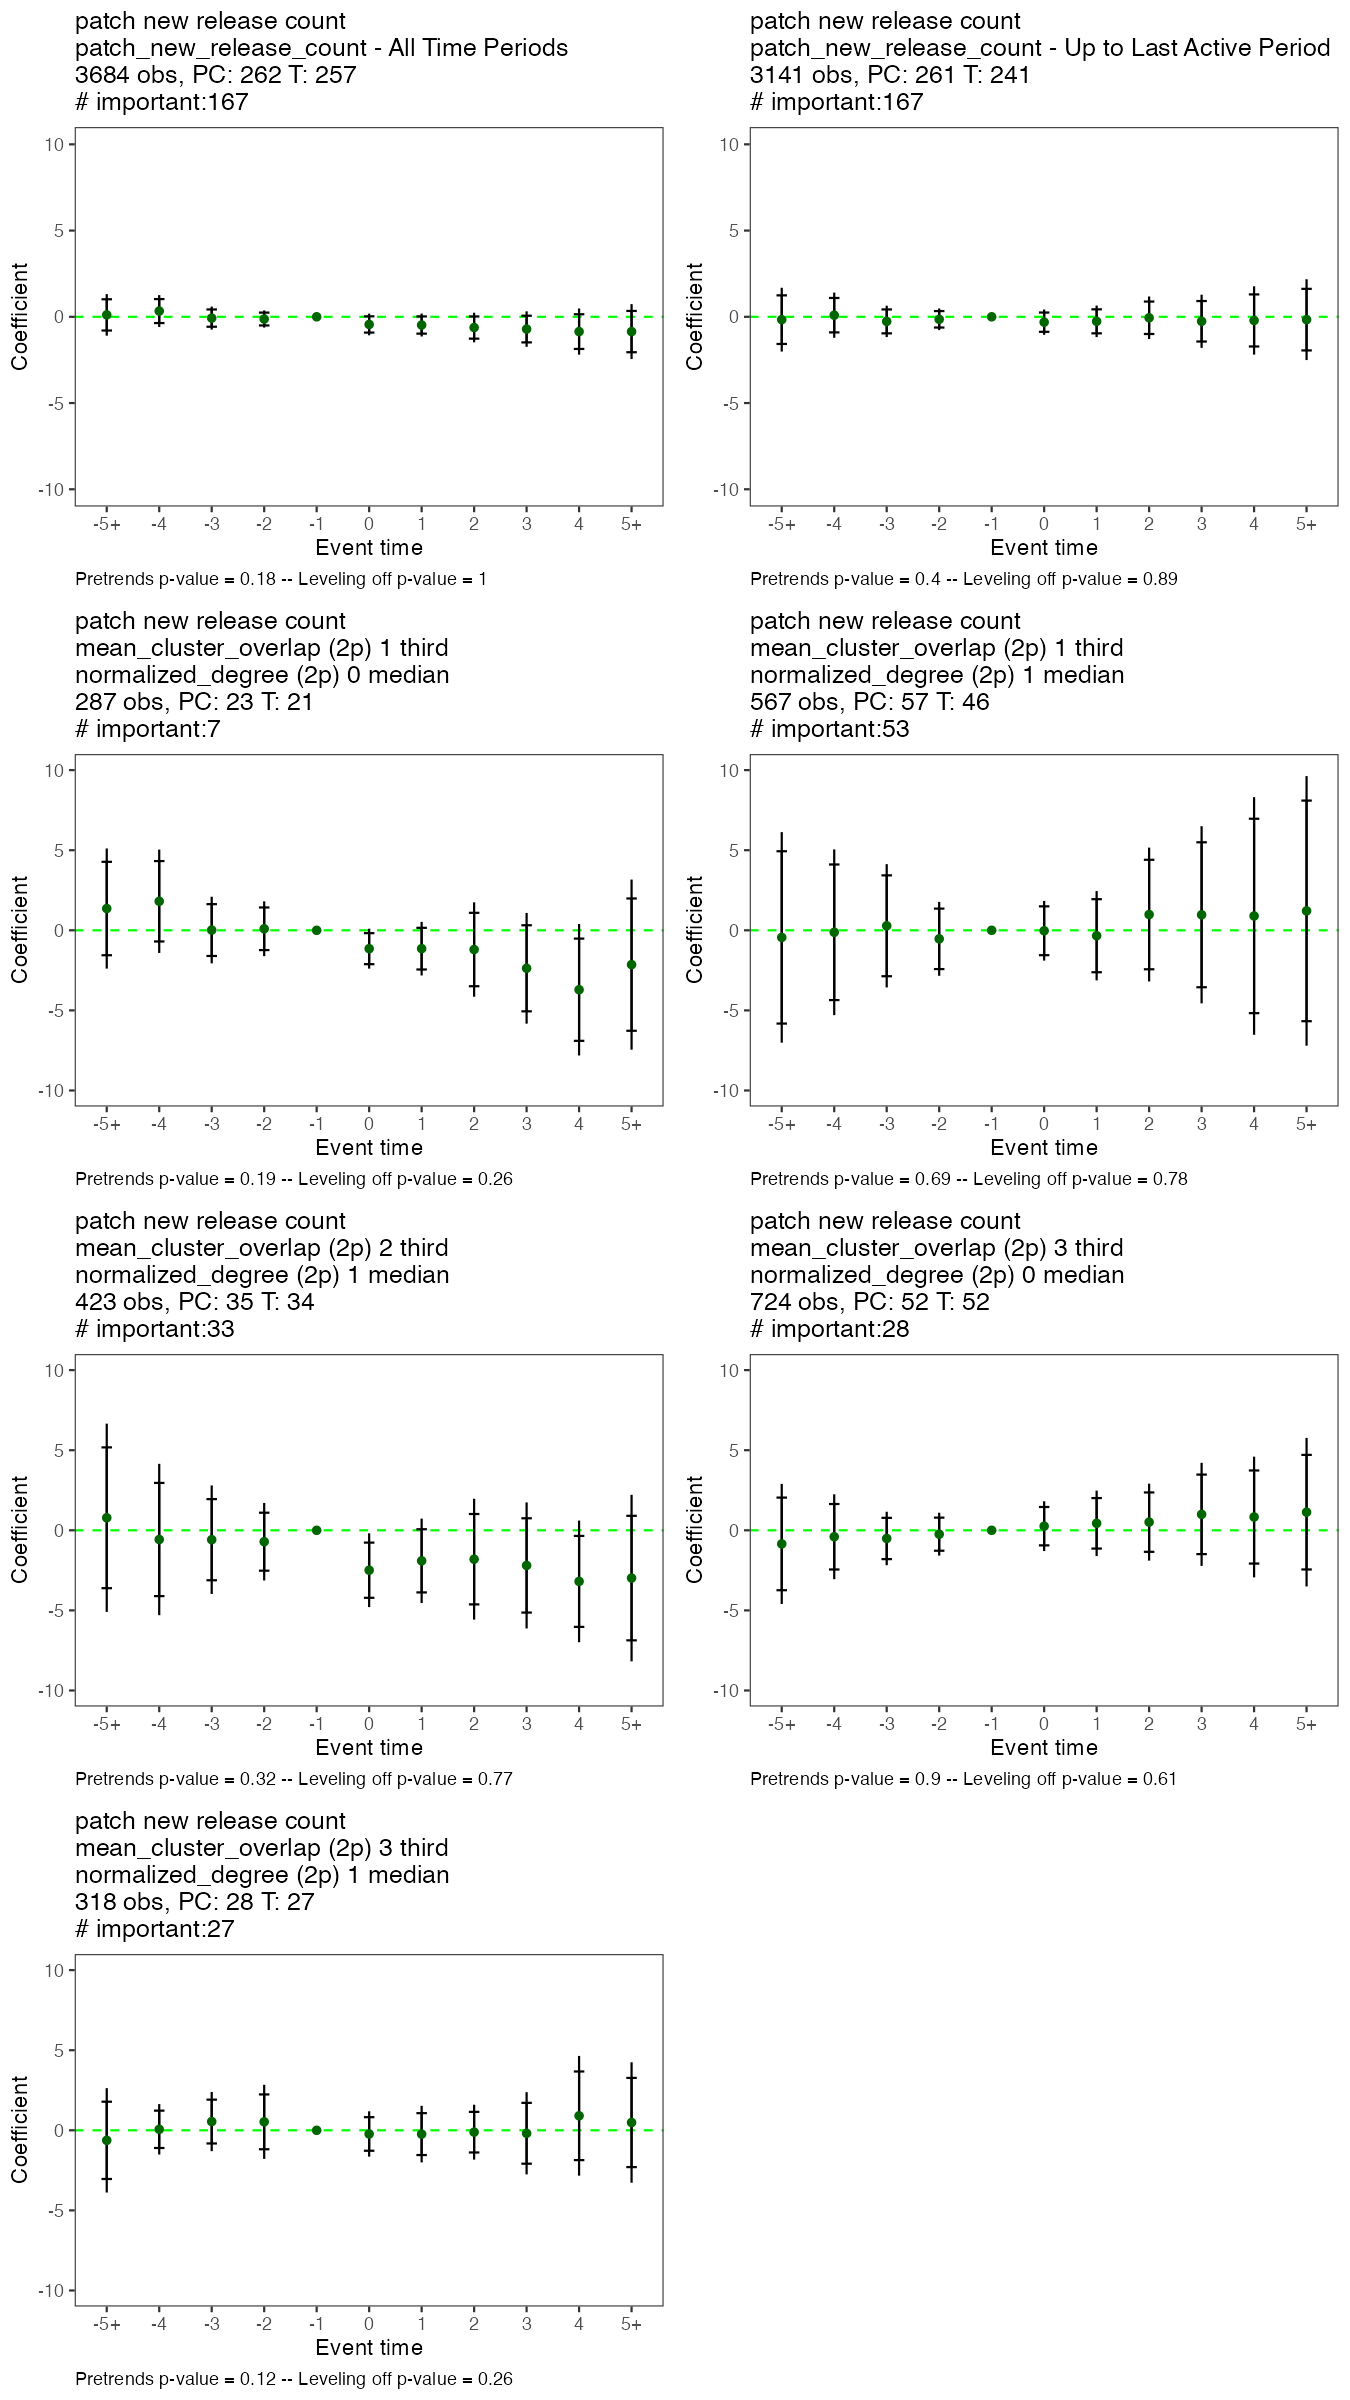 patch new release count
patch_new_release_count - All Time Periods
3684 obs, PC: 262 T: 257
# important:167
10
5
0
-5
-10
Coefficient
-5+ -4 -3 -2 -1 0 1 2 3 4 5+
Event time
Pretrends p-value = 0.18 -- Leveling off p-value = 1
patch new release count
patch_new_release_count - Up to Last Active Period
3141 obs, PC: 261 T: 241
# important:167
10
5
0
-5
-10
Coefficient
-5+ -4 -3 -2 -1 0 1 2 3 4 5+
Event time
Pretrends p-value = 0.4 -- Leveling off p-value = 0.89
patch new release count
mean_cluster_overlap (2p) 1 third
normalized_degree (2p) 0 median
287 obs, PC: 23 T: 21
# important:7
10
5
0
-5
-10
Coefficient
-5+ -4 -3 -2 -1 0 1 2 3 4 5+
Event time
Pretrends p-value = 0.19 -- Leveling off p-value = 0.26
patch new release count
mean_cluster_overlap (2p) 1 third
normalized_degree (2p) 1 median
567 obs, PC: 57 T: 46
# important:53
10
5
0
-5
-10
Coefficient
-5+ -4 -3 -2 -1 0 1 2 3 4 5+
Event time
Pretrends p-value = 0.69 -- Leveling off p-value = 0.78
patch new release count
mean_cluster_overlap (2p) 2 third
normalized_degree (2p) 1 median
423 obs, PC: 35 T: 34
# important:33
10
5
0
-5
-10
Coefficient
-5+ -4 -3 -2 -1 0 1 2 3 4 5+
Event time
Pretrends p-value = 0.32 -- Leveling off p-value = 0.77
patch new release count
mean_cluster_overlap (2p) 3 third
normalized_degree (2p) 0 median
724 obs, PC: 52 T: 52
# important:28
10
5
0
-5
-10
Coefficient
-5+ -4 -3 -2 -1 0 1 2 3 4 5+
Event time
Pretrends p-value = 0.9 -- Leveling off p-value = 0.61
patch new release count
mean_cluster_overlap (2p) 3 third
normalized_degree (2p) 1 median
318 obs, PC: 28 T: 27
# important:27
10
5
0
-5
-10
Coefficient
-5+ -4 -3 -2 -1 0 1 2 3 4 5+
Event time
Pretrends p-value = 0.12 -- Leveling off p-value = 0.26